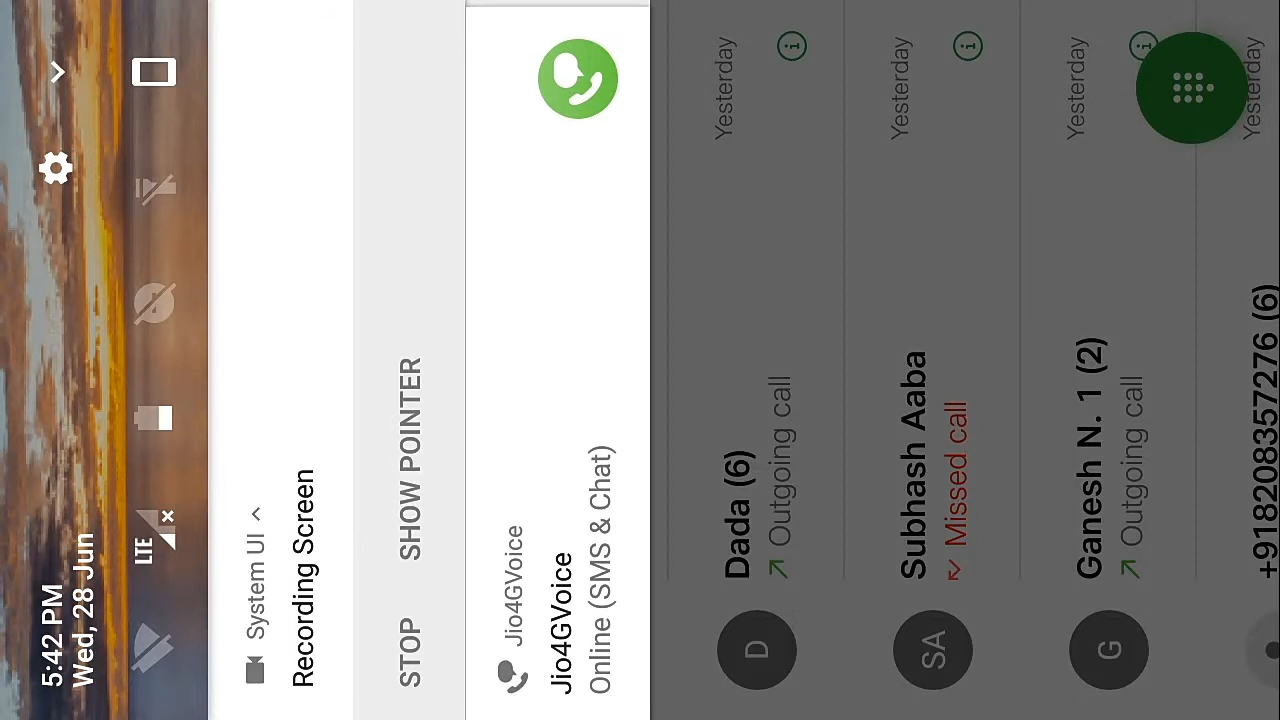 5:42 PM
Wed, 28 Jun
LTE
System UI
Recording Screen
STOP SHOW POINTER
Jio4GVoice
Jio4GVoice
Online (SMS & Chat)
Dada (6)
Outgoing call
Yesterday
Subhash Aaba
Missed call
Yesterday
Ganesh N. 1 (2)
Outgoing call
Yesterday
+918208357276 (6)
Yesterday
D
SA
G